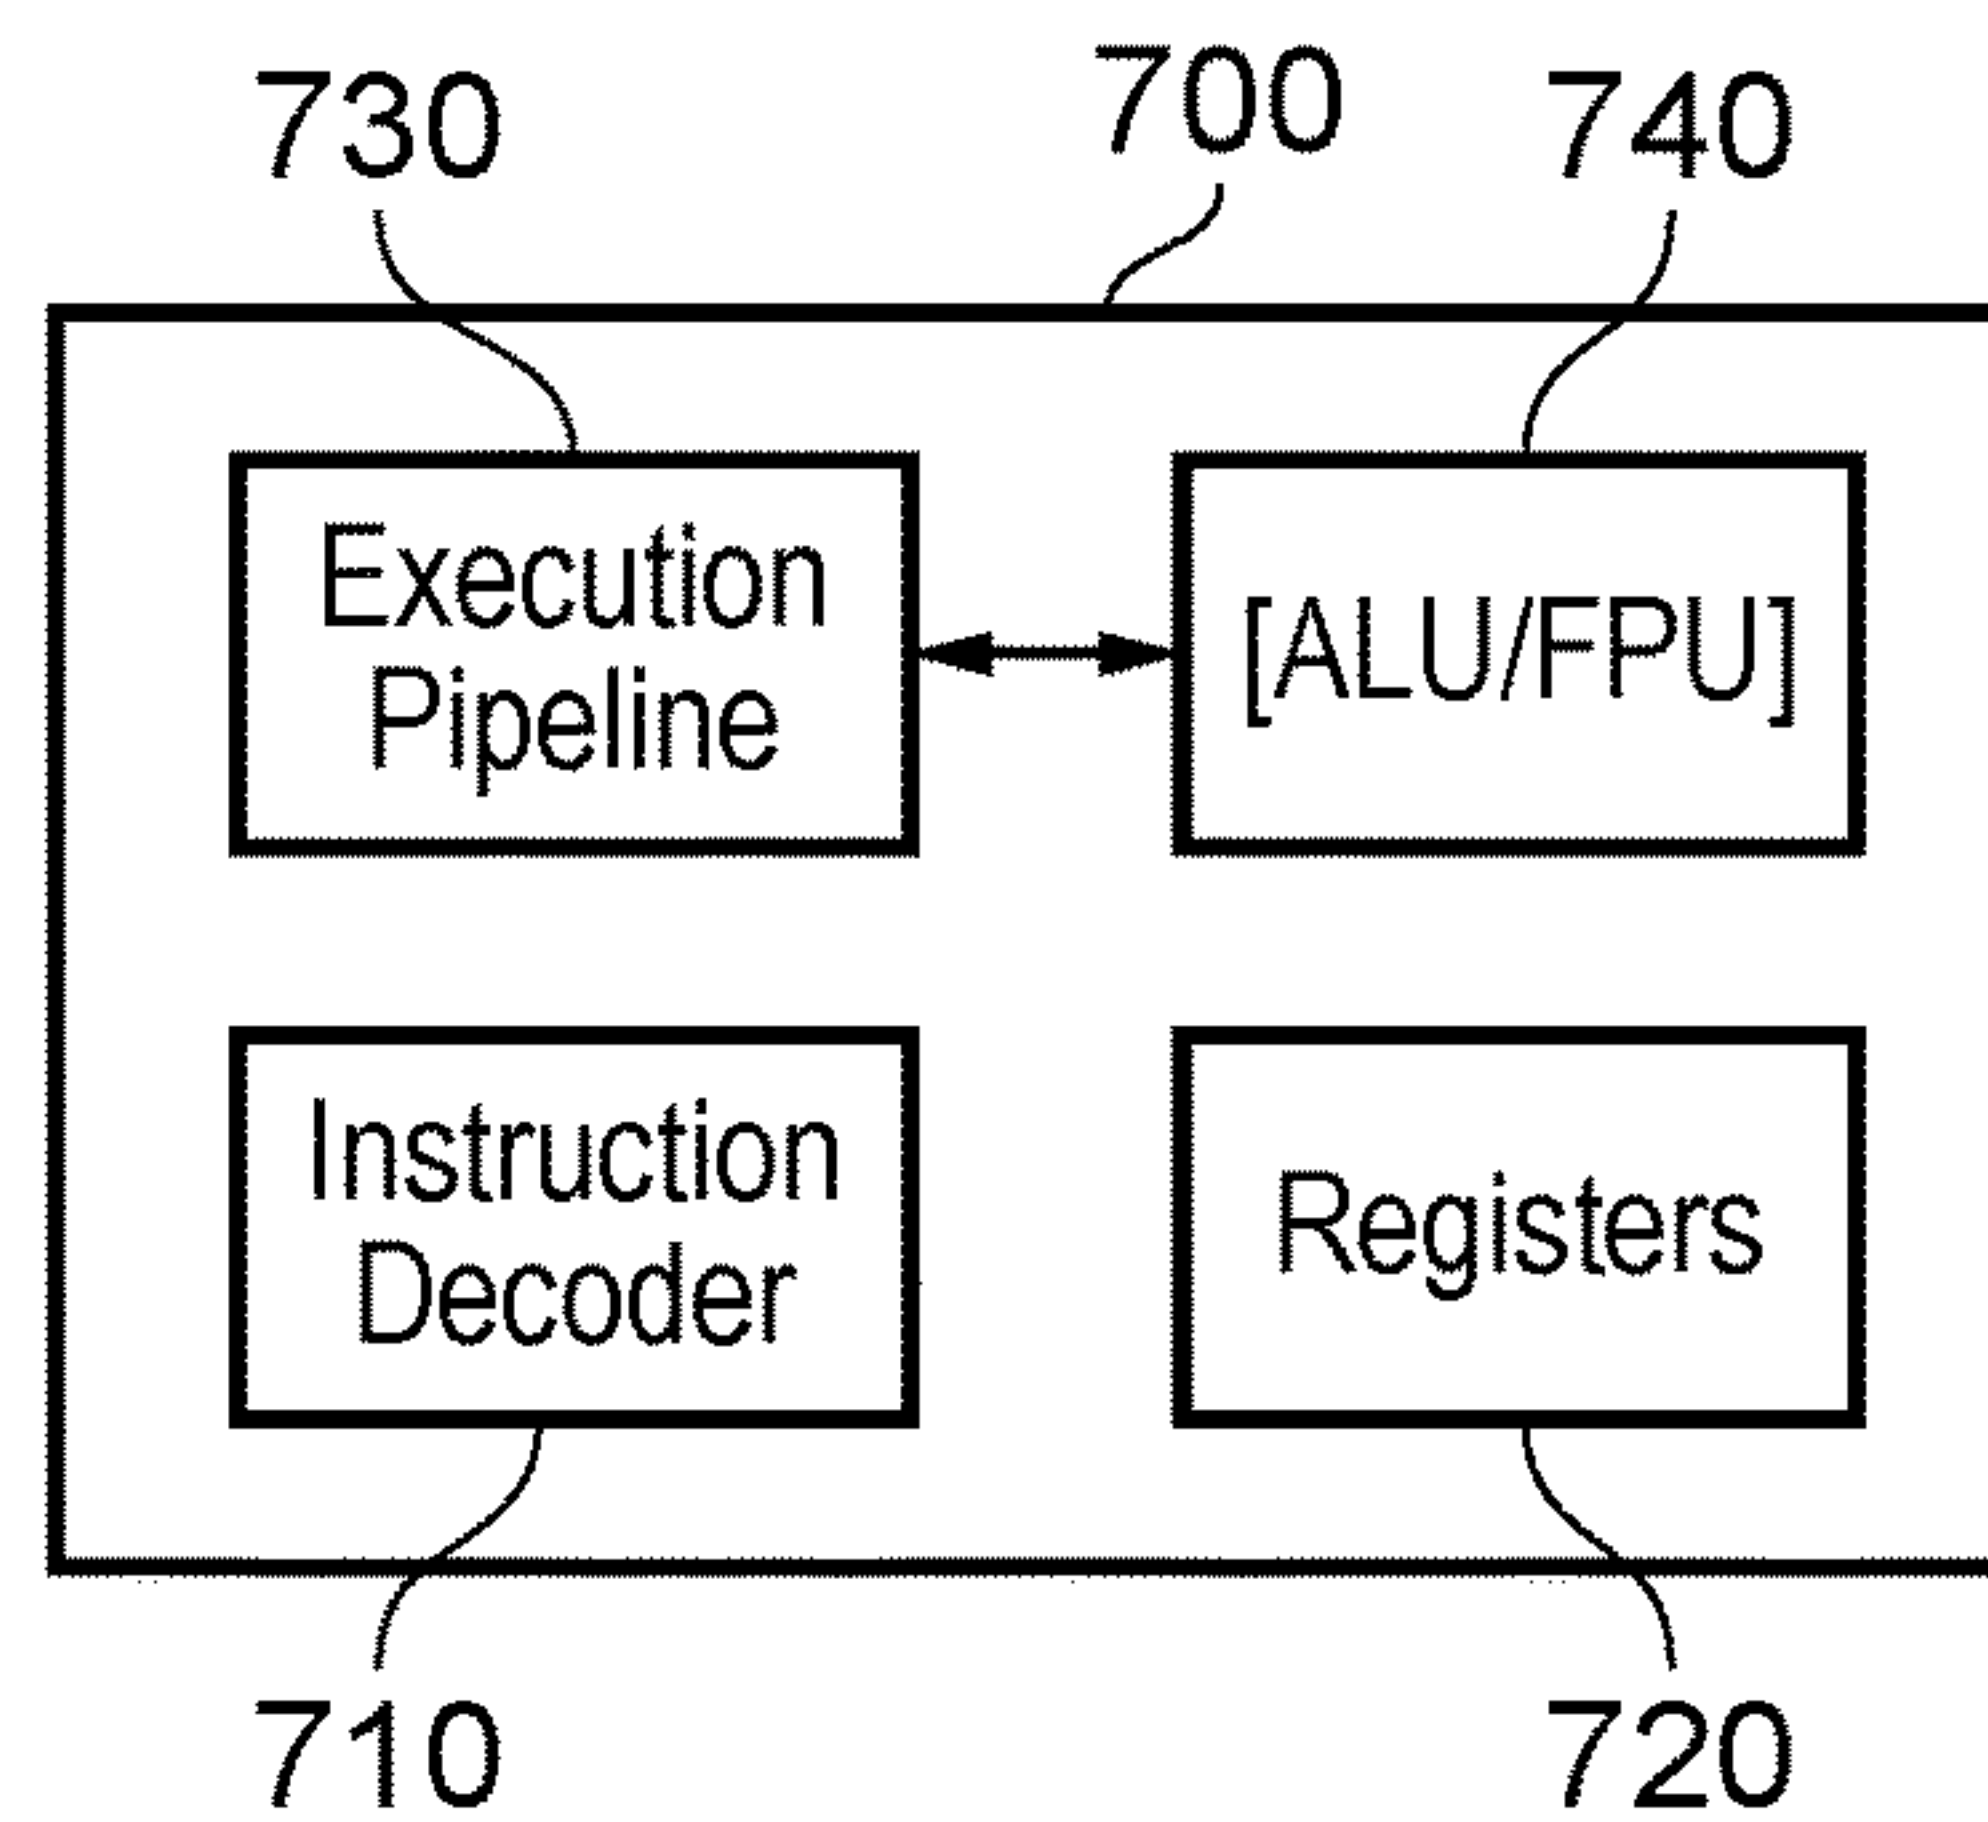 730
700
740
Execution
Pipeline
[ALU/FPU]
Instruction
Decoder
Registers
710
720